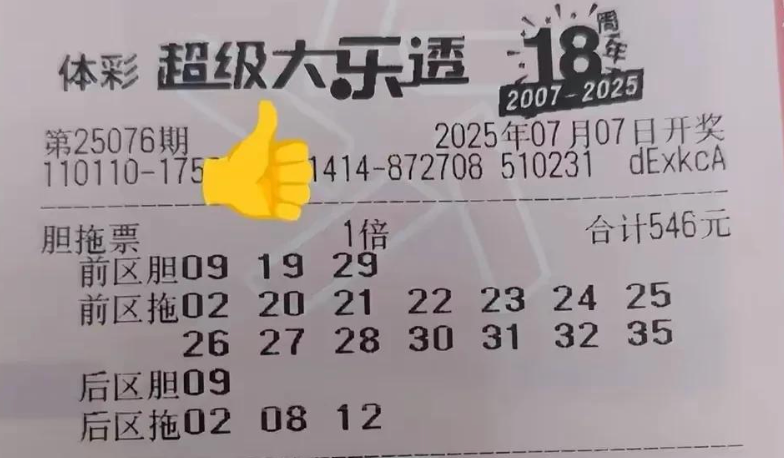 体彩 超级大乐透 18周年
2007-2025
第25076期 2025年07月07日开奖
110110-175 1414-872708 510231 dExkcA
胆拖票 1倍 合计546元
前区胆09 19 29
前区拖02 20 21 22 23 24 25
26 27 28 30 31 32 35
后区胆09
后区拖02 08 12